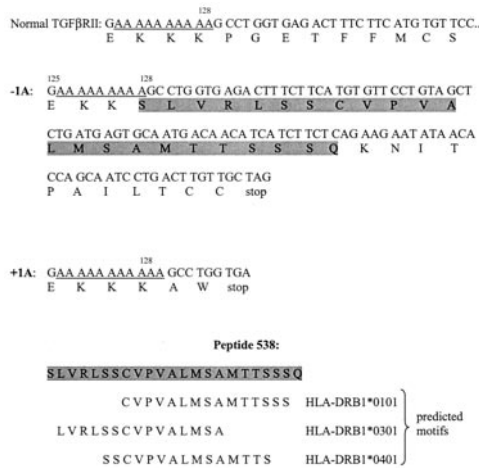 128
Normal TGFβRII: GAA AAA AAA AAG CCT GGT GAG ACT TTC TTC ATG TGT TCC..
E K K K P G E T F F M C S
125 128
-1A: GAA AAA AAA AGC CTG GTG AGA CTT TCT TCA TGT GTT CCT GTA GCT
E K K S L V R L S S C V P V A
CTG ATG AGT GCA ATG ACA ACA TCA TCT TCT CAG AAG AAT ATA ACA
L M S A M T T S S S Q K N I T
CCA GCA ATC CTG ACT TGT TGC TAG
P A I L T C C stop
128
+1A: GAA AAA AAA AAA GCC TGG TGA
E K K K A W stop
Peptide 538:
S L V R L S S C V P V A L M S A M T T S S S Q
C V P V A L M S A M T T S S S HLA-DRB1*0101
L V R L S S C V P V A L M S A HLA-DRB1*0301
S S C V P V A L M S A M T T S HLA-DRB1*0401
predicted
motifs